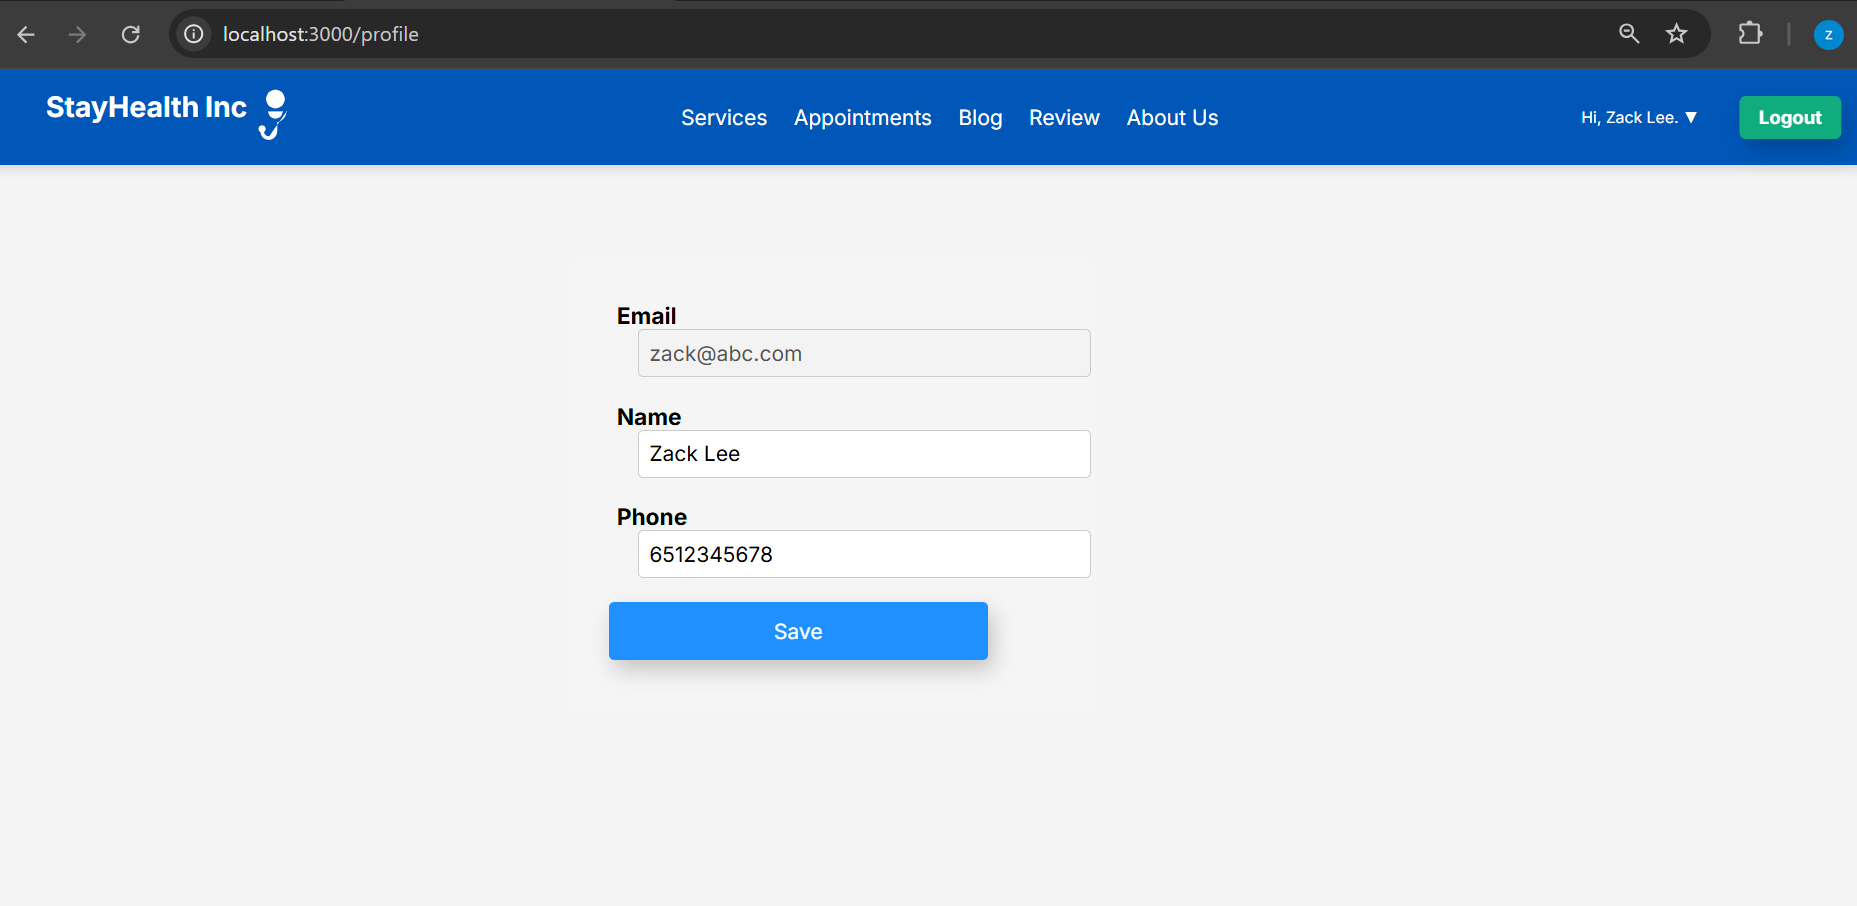 localhost:3000/profile
z
StayHealth Inc
Services Appointments Blog Review About Us
Hi, Zack Lee. ▼
Logout
Email
zack@abc.com
Name
Zack Lee
Phone
6512345678
Save